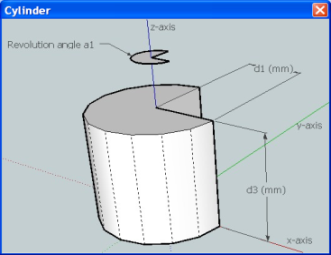 Cylinder
z-axis
Revolution angle a1
d1 (mm)
y-axis
d3 (mm)
x-axis